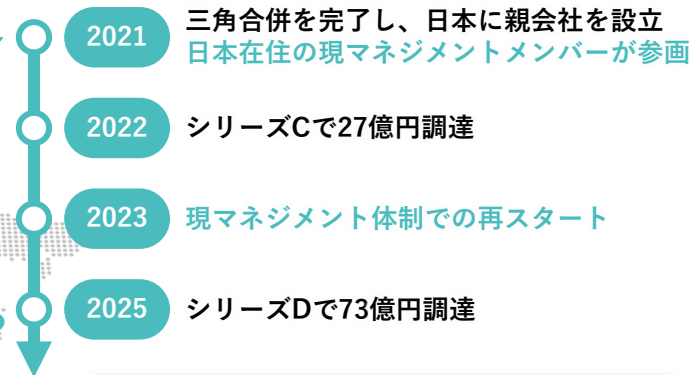 2021
三角合併を完了し、日本に親会社を設立
日本在住の現マネジメントメンバーが参画
2022
シリーズCで27億円調達
2023
現マネジメント体制での再スタート
2025
シリーズDで73億円調達